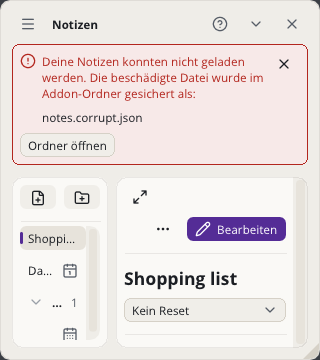 Notizen
Deine Notizen konnten nicht geladen
werden. Die beschädigte Datei wurde im
Addon-Ordner gesichert als:
notes.corrupt.json
Ordner öffnen
Bearbeiten
Shoppi...
Da...
... 1
Shopping list
Kein Reset